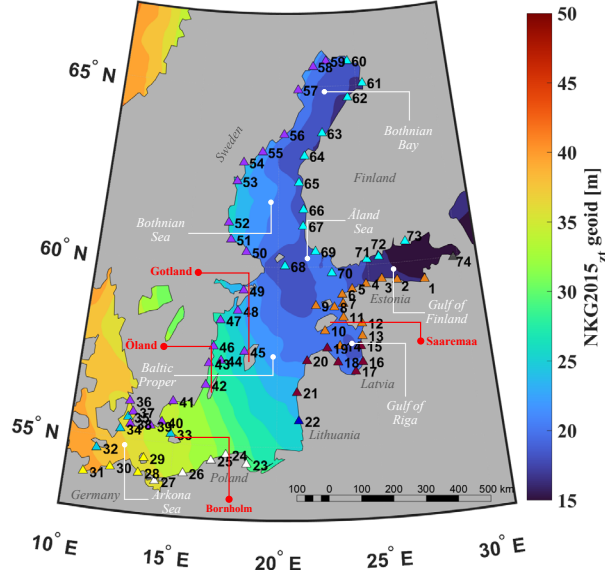 65° N
60° N
55° N
10° E
15° E
20° E
25° E
30° E
Sweden
Finland
Estonia
Latvia
Lithuania
Poland
Germany
Bothnian
Bay
Bothnian
Sea
Åland
Sea
Gulf of
Finland
Gulf of
Riga
Baltic
Proper
Arkona
Sea
Gotland
Öland
Saaremaa
Bornholm
1
2
3
4
5
6
7
8
9
10
11
12
13
14
15
16
17
18
19
20
21
22
23
24
25
26
27
28
29
30
31
32
33
34
35
36
37
38
39
40
41
42
43
44
45
46
47
48
49
50
51
52
53
54
55
56
57
58
59
60
61
62
63
64
65
66
67
68
69
70
71
72
73
74
100 0 100 200 300 400 500 km
50
45
40
35
30
25
20
15
NKG2015_zt_geoid [m]